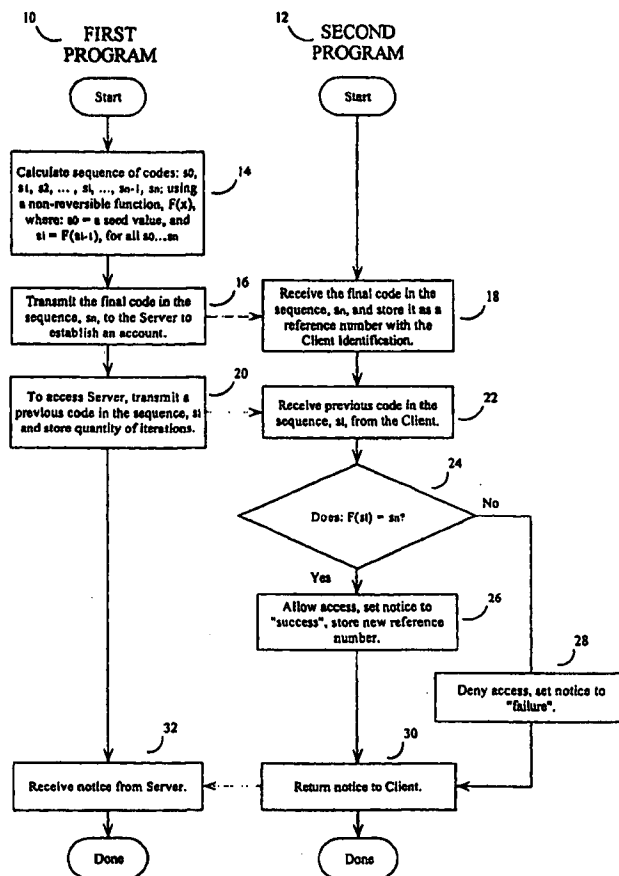 10
FIRST
PROGRAM
12
SECOND
PROGRAM
Start
Start
Calculate sequence of codes: s0,
s1, s2, ... , si, ..., sn-1, sn; using
a non-reversible function, F(x),
where: s0 = a seed value, and
si = F(si-1), for all s0...sn
14
Transmit the final code in the
sequence, sn, to the Server to
establish an account.
16
Receive the final code in the
sequence, sn, and store it as a
reference number with the
Client Identification.
18
To access Server, transmit a
previous code in the sequence, si
and store quantity of iterations.
20
Receive previous code in the
sequence, si, from the Client.
22
24
Does: F(si) = sn?
No
Yes
Allow access, set notice to
"success", store new reference
number.
26
28
Deny access, set notice to
"failure".
32
Receive notice from Server.
30
Return notice to Client.
Done
Done